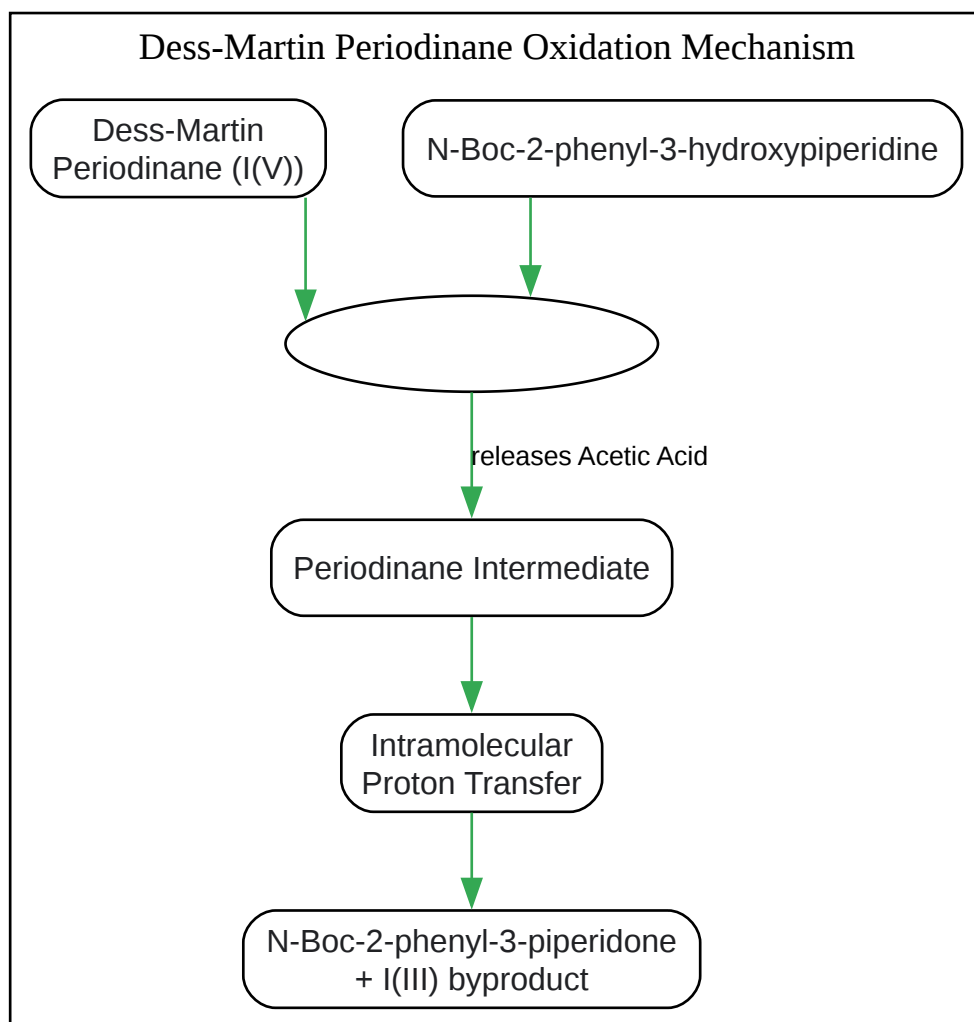 Dess-Martin Periodinane Oxidation Mechanism
Dess-Martin
Periodinane (I(V))
N-Boc-2-phenyl-3-hydroxypiperidine
releases Acetic Acid
Periodinane Intermediate
Intramolecular
Proton Transfer
N-Boc-2-phenyl-3-piperidone
+ I(III) byproduct